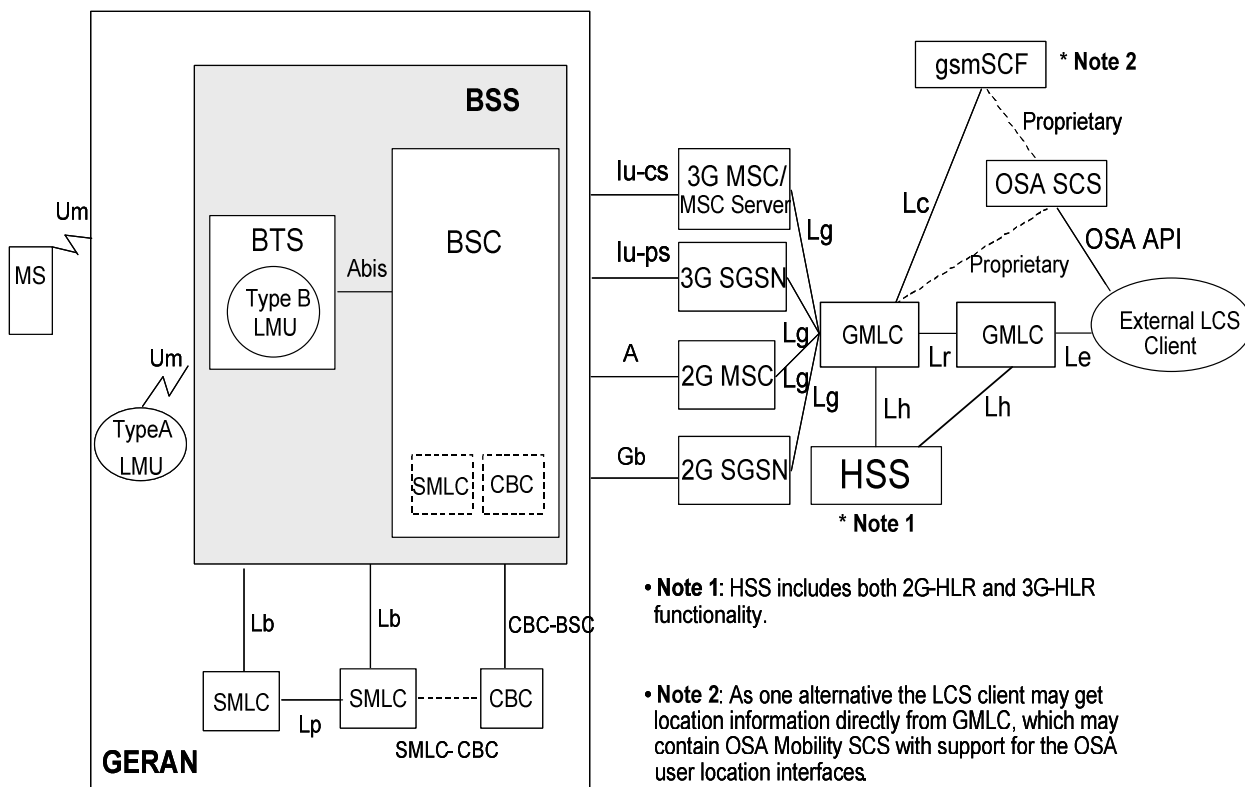 gsmSCF
* Note 2
BSS
Proprietary
Iu-cs
3G MSC/
MSC Server
OSA SCS
Um
Lc
BTS
BSC
Lg
OSA API
MS
Abis
Iu-ps
Proprietary
Type B
LMU
3G SGSN
GMLC
GMLC
External LCS
Client
Um
A
Lg
Lr
Le
2G MSC
Lg
Lg
Lh
Lh
TypeA
LMU
Gb
2G SGSN
HSS
SMLC
CBC
* Note 1
• Note 1: HSS includes both 2G-HLR and 3G-HLR
functionality.
Lb
Lb
CBC-BSC
SMLC
SMLC
CBC
Lp
SMLC- CBC
GERAN
• Note 2: As one alternative the LCS client may get
location information directly from GMLC, which may
contain OSA Mobility SCS with support for the OSA
user location interfaces.